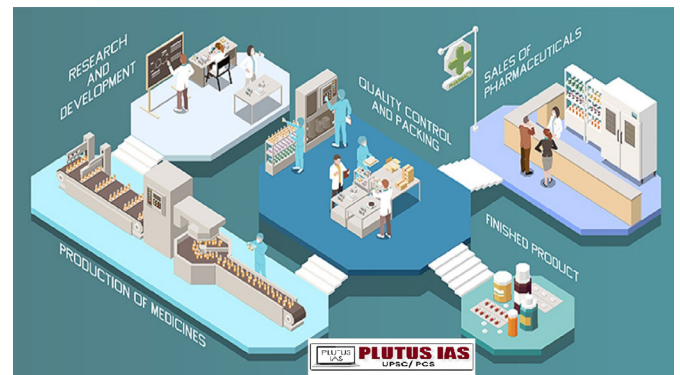 RESEARCH
AND
DEVELOPMENT
QUALITY CONTROL
AND PACKING
SALES OF
PHARMACEUTICALS
PRODUCTION OF MEDICINES
FINISHED PRODUCT
PLUTUS
IAS
PLUTUS IAS
UPSC/ PCS